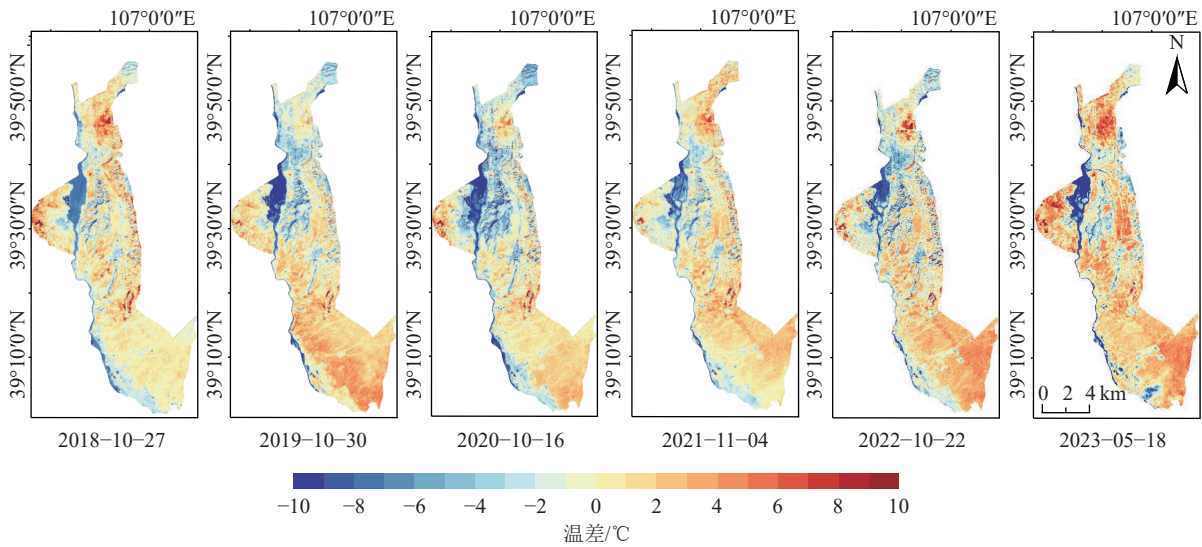 107°0′0″E 107°0′0″E 107°0′0″E 107°0′0″E 107°0′0″E 107°0′0″E
39°50′0″N 39°50′0″N 39°50′0″N 39°50′0″N 39°50′0″N 39°50′0″N
39°30′0″N 39°30′0″N 39°30′0″N 39°30′0″N 39°30′0″N 39°30′0″N
39°10′0″N 39°10′0″N 39°10′0″N 39°10′0″N 39°10′0″N 39°10′0″N
N
0 2 4 km
2018−10−27 2019−10−30 2020−10−16 2021−11−04 2022−10−22 2023−05−18
−10 −8 −6 −4 −2 0 2 4 6 8 10
温差/℃